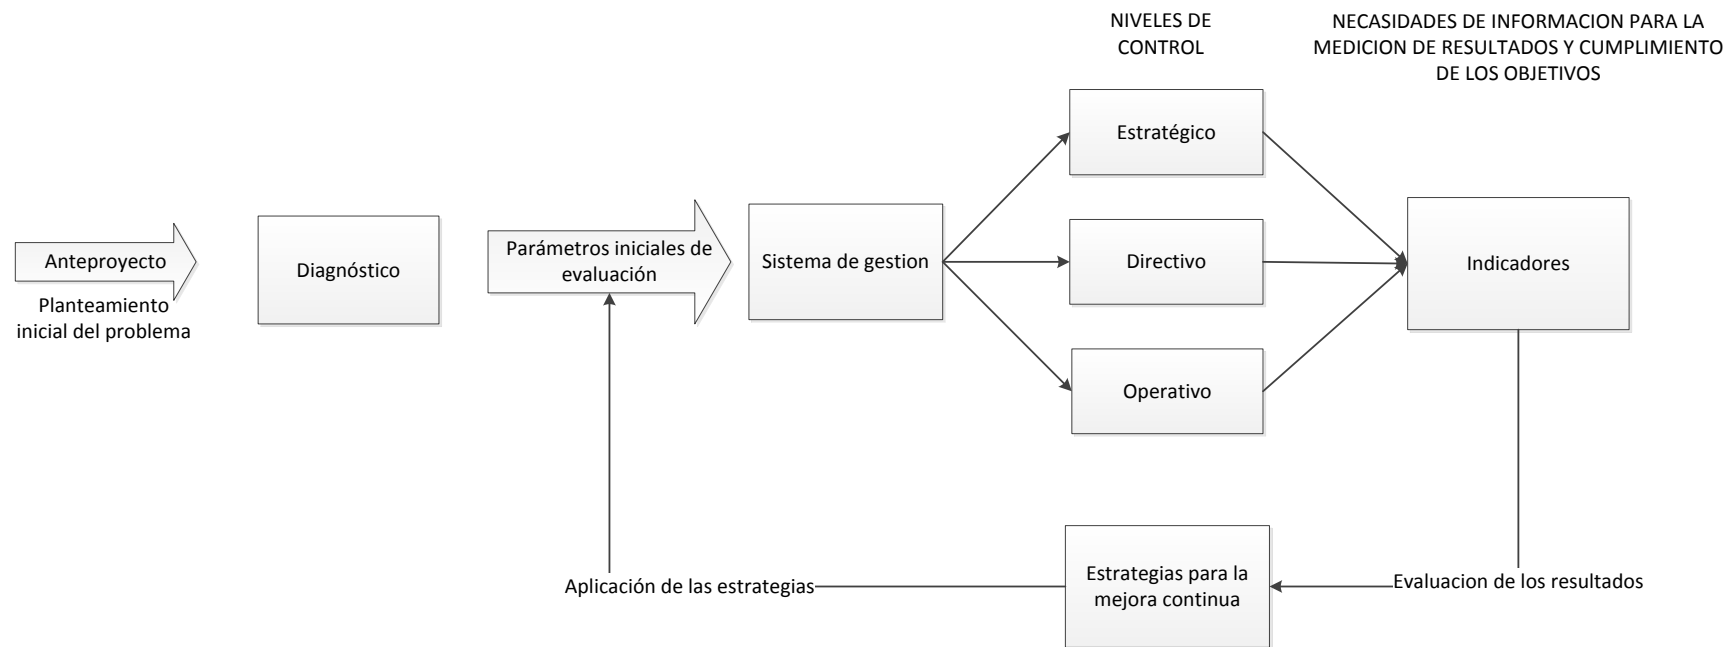 NIVELES DE
CONTROL
NECASIDADES DE INFORMACION PARA LA
MEDICION DE RESULTADOS Y CUMPLIMIENTO
DE LOS OBJETIVOS
Anteproyecto
Planteamiento
inicial del problema
Diagnóstico
Parámetros iniciales de
evaluación
Sistema de gestion
Estratégico
Directivo
Operativo
Indicadores
Aplicación de las estrategias
Estrategias para la
mejora continua
Evaluacion de los resultados